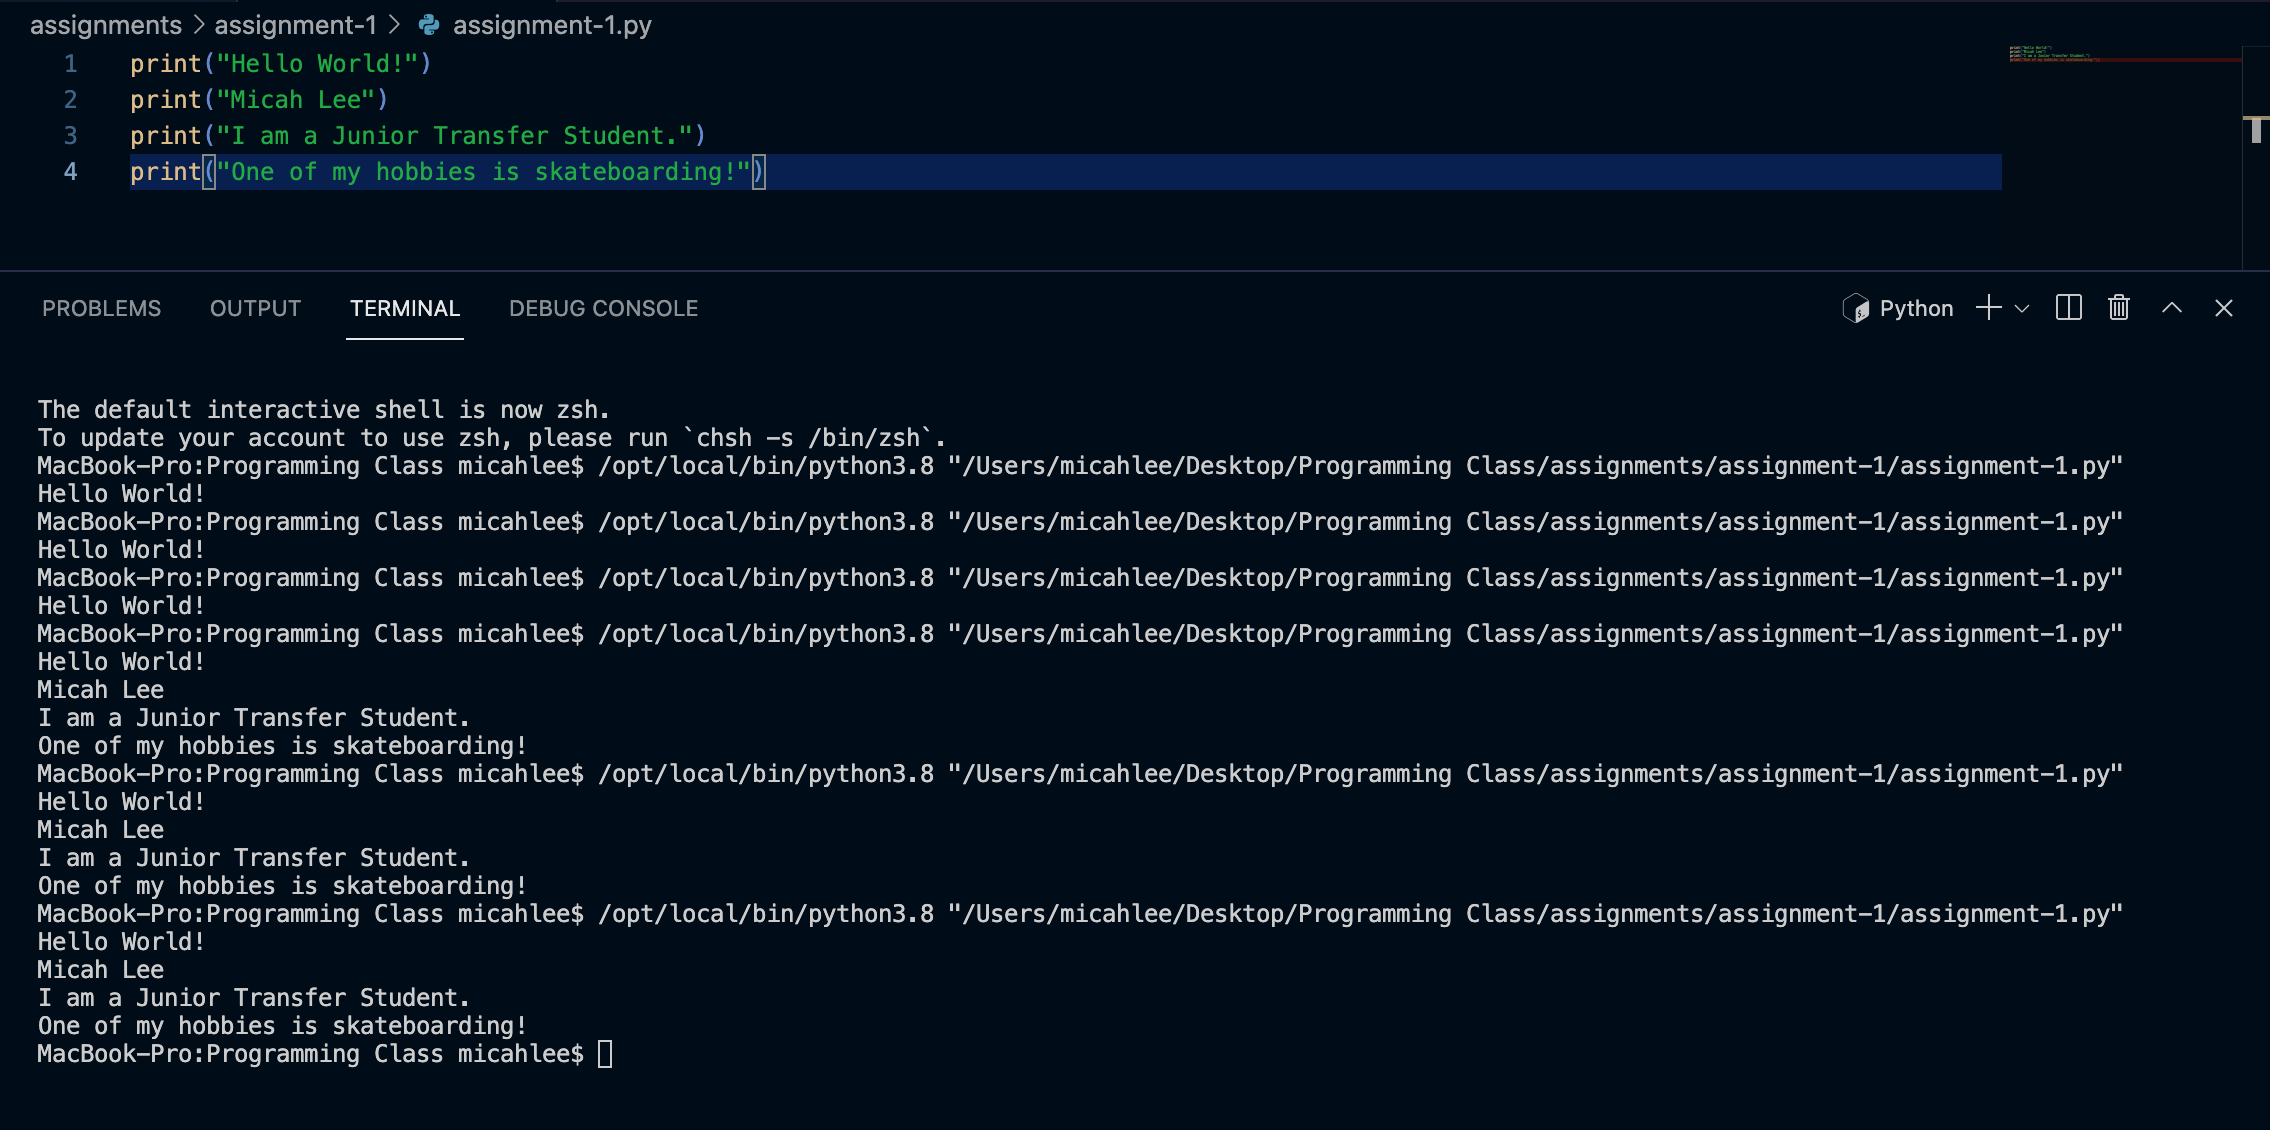 assignments > assignment-1 > assignment-1.py
1 print("Hello World!")
2 print("Micah Lee")
3 print("I am a Junior Transfer Student.")
4 print("One of my hobbies is skateboarding!")
PROBLEMS OUTPUT TERMINAL DEBUG CONSOLE Python
The default interactive shell is now zsh.
To update your account to use zsh, please run `chsh -s /bin/zsh`.
MacBook-Pro:Programming Class micahlee$ /opt/local/bin/python3.8 "/Users/micahlee/Desktop/Programming Class/assignments/assignment-1/assignment-1.py"
Hello World!
MacBook-Pro:Programming Class micahlee$ /opt/local/bin/python3.8 "/Users/micahlee/Desktop/Programming Class/assignments/assignment-1/assignment-1.py"
Hello World!
MacBook-Pro:Programming Class micahlee$ /opt/local/bin/python3.8 "/Users/micahlee/Desktop/Programming Class/assignments/assignment-1/assignment-1.py"
Hello World!
MacBook-Pro:Programming Class micahlee$ /opt/local/bin/python3.8 "/Users/micahlee/Desktop/Programming Class/assignments/assignment-1/assignment-1.py"
Hello World!
Micah Lee
I am a Junior Transfer Student.
One of my hobbies is skateboarding!
MacBook-Pro:Programming Class micahlee$ /opt/local/bin/python3.8 "/Users/micahlee/Desktop/Programming Class/assignments/assignment-1/assignment-1.py"
Hello World!
Micah Lee
I am a Junior Transfer Student.
One of my hobbies is skateboarding!
MacBook-Pro:Programming Class micahlee$ /opt/local/bin/python3.8 "/Users/micahlee/Desktop/Programming Class/assignments/assignment-1/assignment-1.py"
Hello World!
Micah Lee
I am a Junior Transfer Student.
One of my hobbies is skateboarding!
MacBook-Pro:Programming Class micahlee$